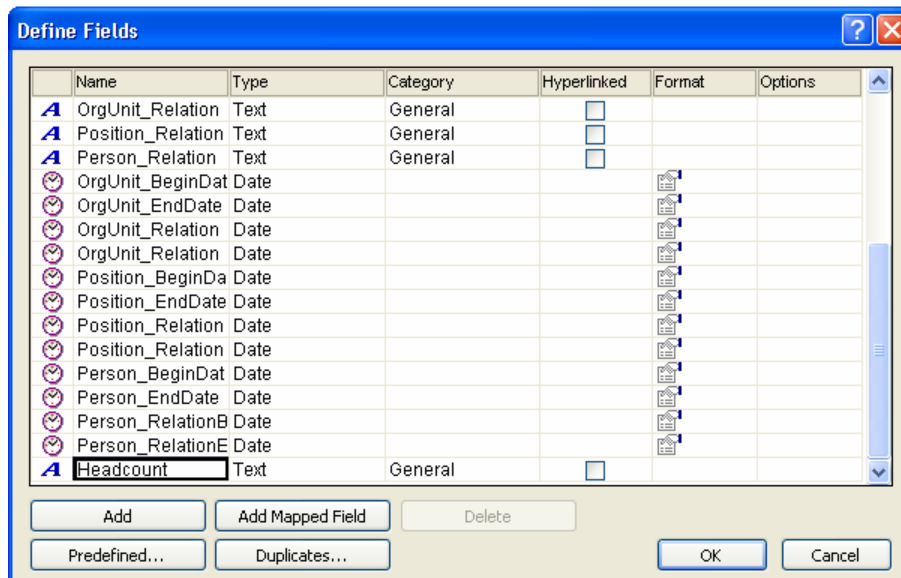 Define Fields
Name Type Category Hyperlinked Format Options
A OrgUnit_Relation Text General
A Position_Relation Text General
A Person_Relation Text General
OrgUnit_BeginDat Date
OrgUnit_EndDate Date
OrgUnit_Relation Date
OrgUnit_Relation Date
Position_BeginDa Date
Position_EndDate Date
Position_Relation Date
Position_Relation Date
Person_BeginDat Date
Person_EndDate Date
Person_RelationB Date
Person_RelationE Date
A Headcount Text General
Add Add Mapped Field Delete
Predefined... Duplicates... OK Cancel